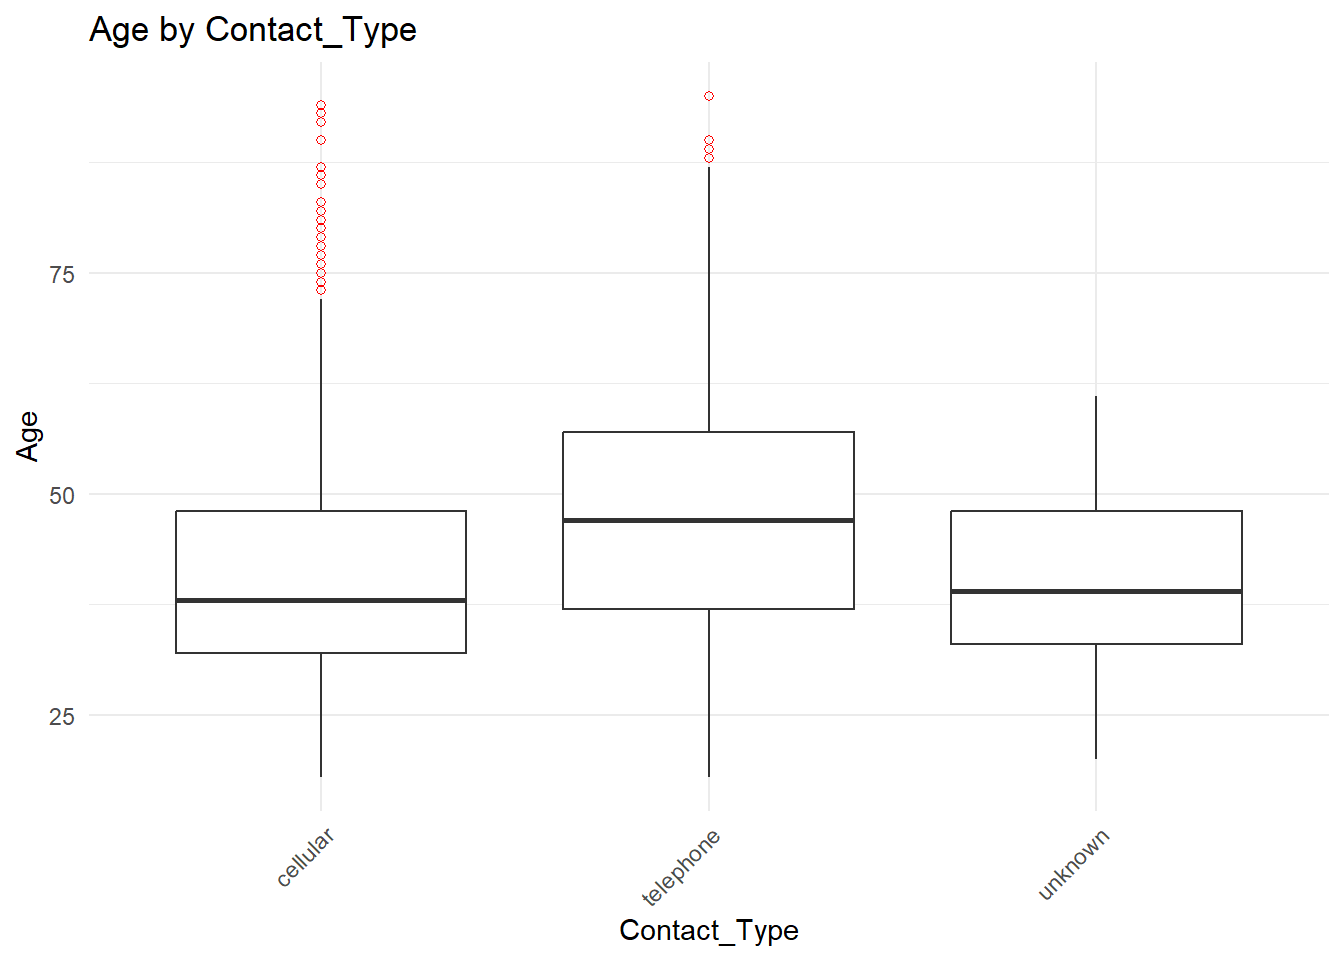 Age by Contact_Type
75
50
25
Age
cellular
telephone
unknown
Contact_Type